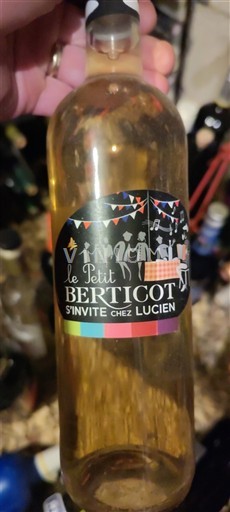 le Petit
BERTICOT
S'INVITE CHEZ LUCIEN